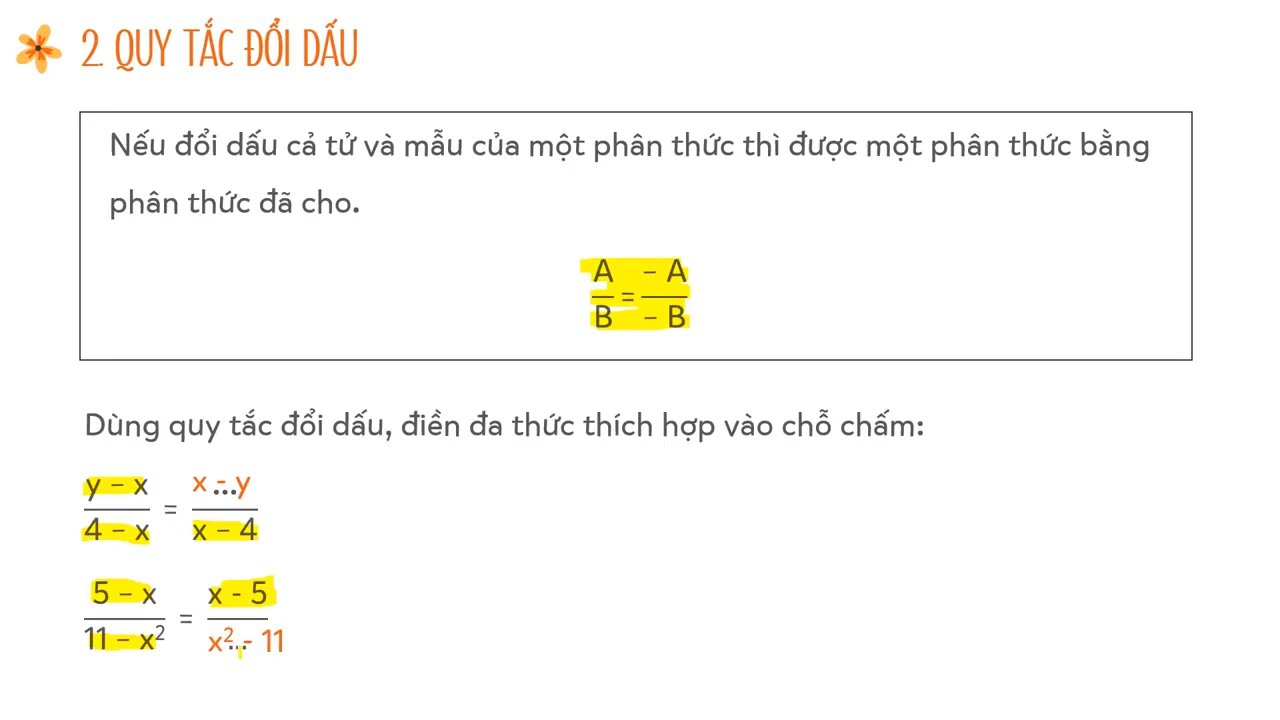 2. QUY TẮC ĐỔI DẤU
Nếu đổi dấu cả tử và mẫu của một phân thức thì được một phân thức bằng
phân thức đã cho.
A/B = – A/– B
Dùng quy tắc đổi dấu, điền đa thức thích hợp vào chỗ chấm:
y – x/4 – x = x - ...y/x – 4
5 – x/11 – x² = x - 5/x² ...- 11